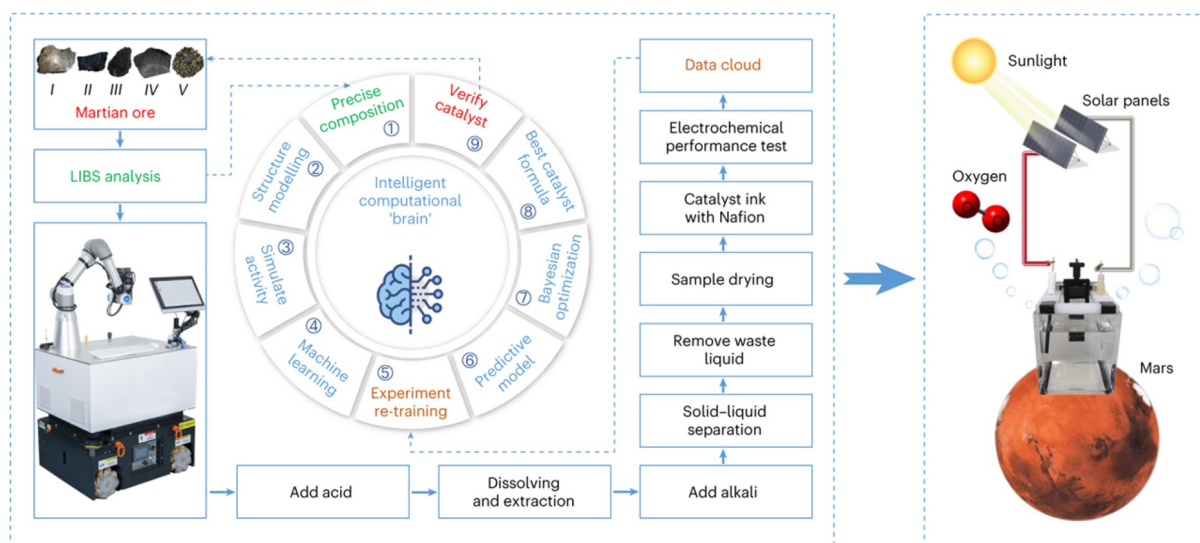 I II III IV V
Martian ore
LIBS analysis
Precise
composition
①
Structure
modelling
②
Simulate
activity
③
Machine
learning
④
Experiment
re-training
⑤
Predictive
model
⑥
Bayesian
optimization
⑦
Best catalyst
formula
⑧
Verify
catalyst
⑨
Intelligent
computational
'brain'
Add acid
Dissolving
and extraction
Add alkali
Solid–liquid
separation
Remove waste
liquid
Sample drying
Catalyst ink
with Nafion
Electrochemical
performance test
Data cloud
Sunlight
Solar panels
Oxygen
O O
Mars